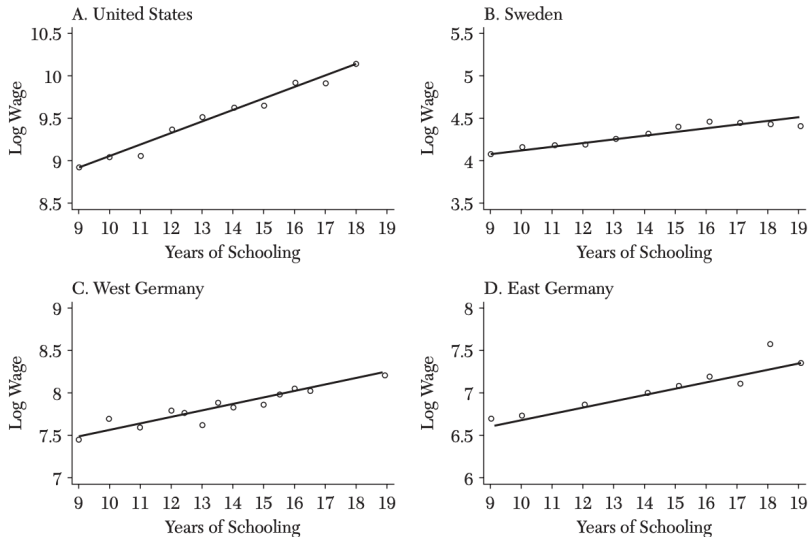 A. United States
10.5
10
9.5
9
8.5
Log Wage
9 10 11 12 13 14 15 16 17 18 19
Years of Schooling
B. Sweden
5.5
5
4.5
4
3.5
Log Wage
9 10 11 12 13 14 15 16 17 18 19
Years of Schooling
C. West Germany
9
8.5
8
7.5
7
Log Wage
9 10 11 12 13 14 15 16 17 18 19
Years of Schooling
D. East Germany
8
7.5
7
6.5
6
Log Wage
9 10 11 12 13 14 15 16 17 18 19
Years of Schooling